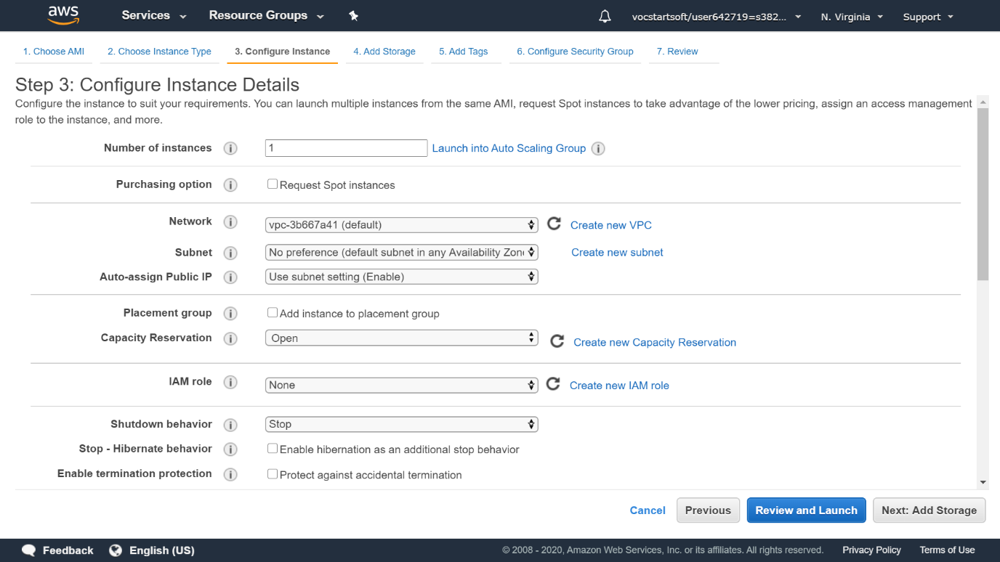 aws Services Resource Groups vocstartsoft/user642719=s382... N. Virginia Support
1. Choose AMI 2. Choose Instance Type 3. Configure Instance 4. Add Storage 5. Add Tags 6. Configure Security Group 7. Review
Step 3: Configure Instance Details
Configure the instance to suit your requirements. You can launch multiple instances from the same AMI, request Spot instances to take advantage of the lower pricing, assign an access management
role to the instance, and more.
Number of instances i 1 Launch into Auto Scaling Group i
Purchasing option i Request Spot instances
Network i vpc-3b667a41 (default) Create new VPC
Subnet i No preference (default subnet in any Availability Zon Create new subnet
Auto-assign Public IP i Use subnet setting (Enable)
Placement group i Add instance to placement group
Capacity Reservation i Open Create new Capacity Reservation
IAM role i None Create new IAM role
Shutdown behavior i Stop
Stop - Hibernate behavior i Enable hibernation as an additional stop behavior
Enable termination protection i Protect against accidental termination
Cancel Previous Review and Launch Next: Add Storage
Feedback English (US) © 2008 - 2020, Amazon Web Services, Inc. or its affiliates. All rights reserved. Privacy Policy Terms of Use